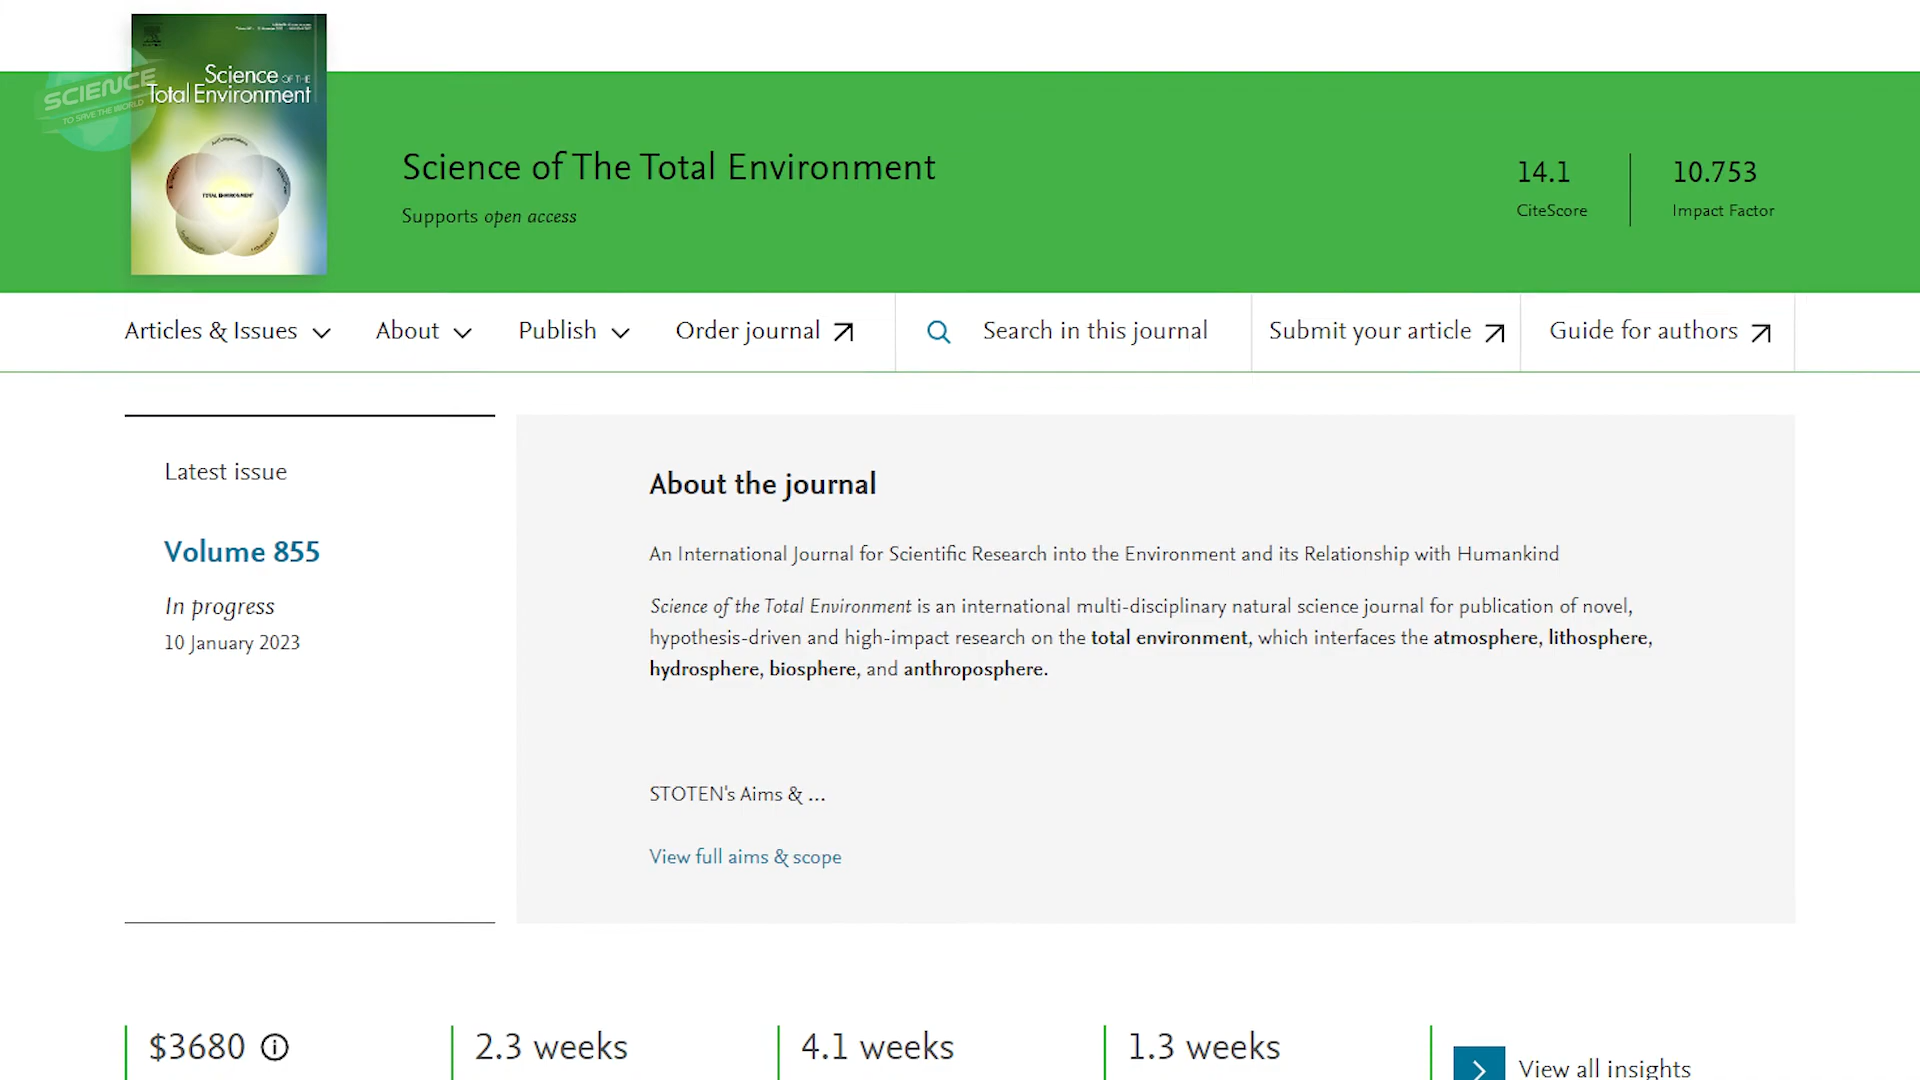 Science OF THE
Total Environment
SCIENCE
TO SAVE THE WORLD
TOTAL ENVIRONMENT
Science of The Total Environment
Supports open access
14.1
CiteScore
10.753
Impact Factor
Articles & Issues
About
Publish
Order journal
Search in this journal
Submit your article
Guide for authors
Latest issue
Volume 855
In progress
10 January 2023
About the journal
An International Journal for Scientific Research into the Environment and its Relationship with Humankind
Science of the Total Environment is an international multi-disciplinary natural science journal for publication of novel,
hypothesis-driven and high-impact research on the total environment, which interfaces the atmosphere, lithosphere,
hydrosphere, biosphere, and anthroposphere.
STOTEN's Aims & ...
View full aims & scope
$3680
2.3 weeks
4.1 weeks
1.3 weeks
View all insights